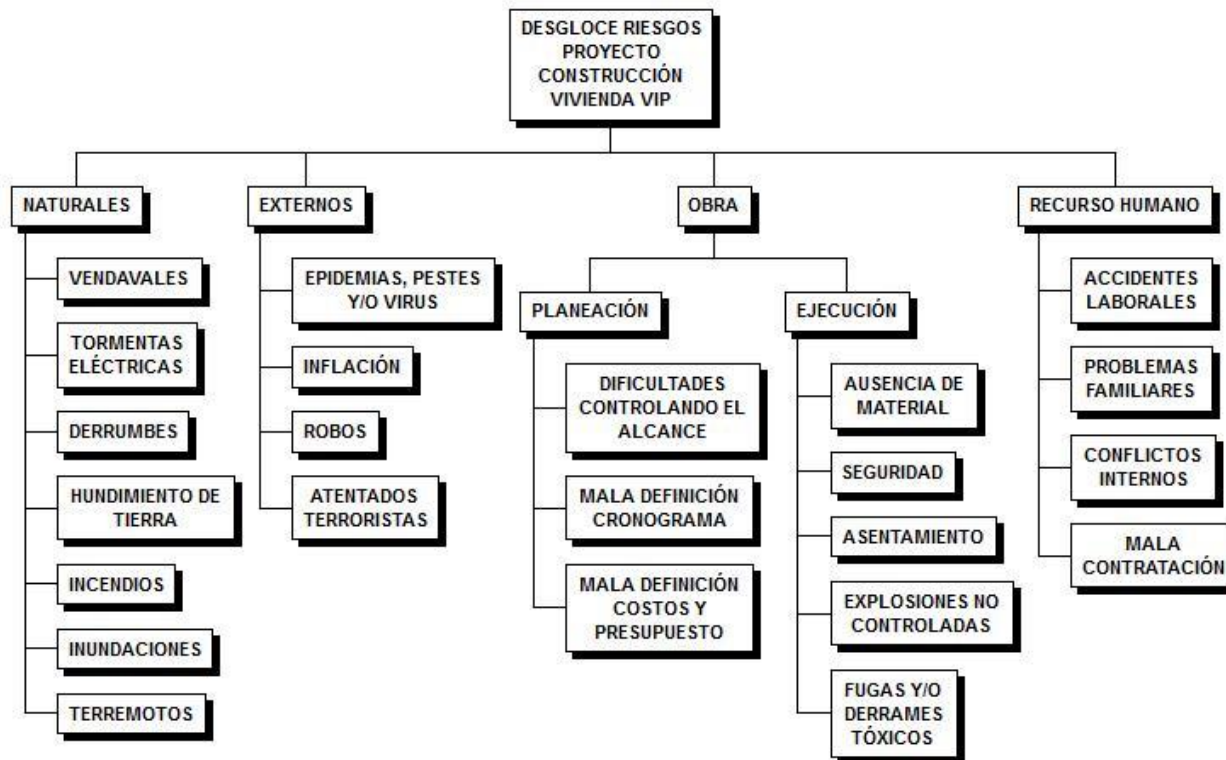 DESGLOCE RIESGOS
PROYECTO
CONSTRUCCIÓN
VIVIENDA VIP
NATURALES
VENDAVALES
TORMENTAS
ELÉCTRICAS
DERRUMBES
HUNDIMIENTO DE
TIERRA
INCENDIOS
INUNDACIONES
TERREMOTOS
EXTERNOS
EPIDEMIAS, PESTES
Y/O VIRUS
INFLACIÓN
ROBOS
ATENTADOS
TERRORISTAS
OBRA
PLANEACIÓN
DIFICULTADES
CONTROLANDO EL
ALCANCE
MALA DEFINICIÓN
CRONOGRAMA
MALA DEFINICIÓN
COSTOS Y
PRESUPUESTO
EJECUCIÓN
AUSENCIA DE
MATERIAL
SEGURIDAD
ASENTAMIENTO
EXPLOSIONES NO
CONTROLADAS
FUGAS Y/O
DERRAMES
TÓXICOS
RECURSO HUMANO
ACCIDENTES
LABORALES
PROBLEMAS
FAMILIARES
CONFLICTOS
INTERNOS
MALA
CONTRATACIÓN